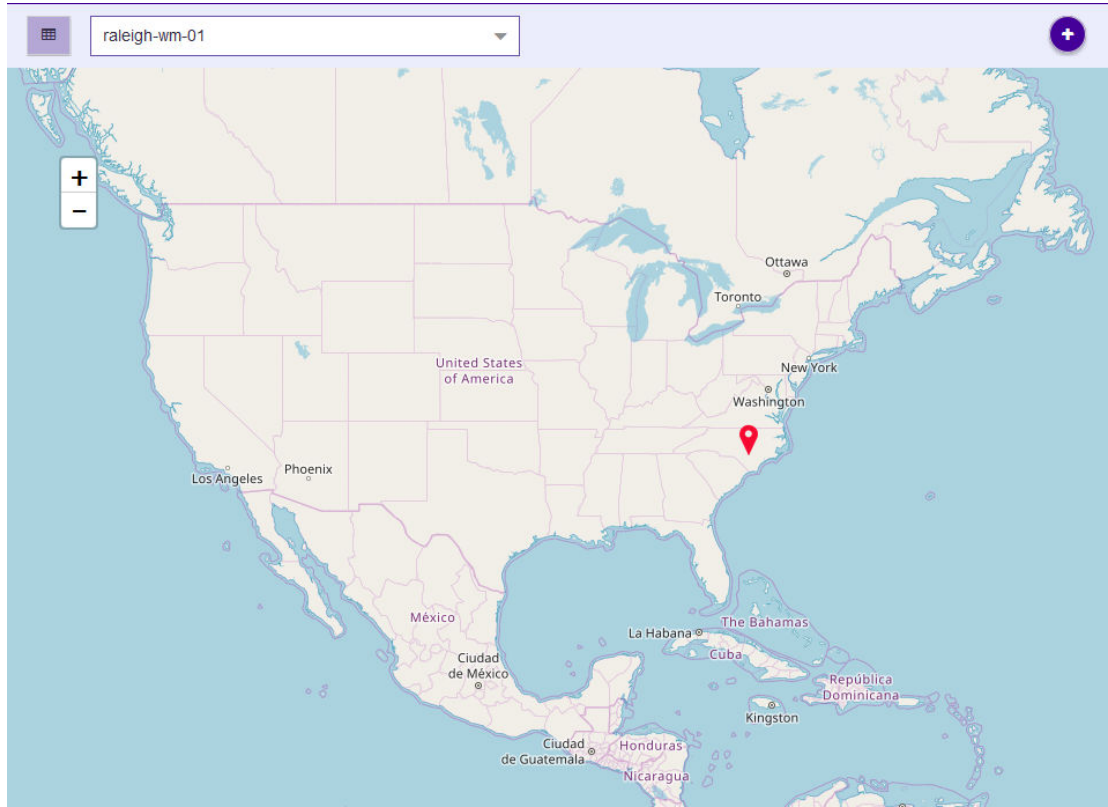 raleigh-wm-01
+
+
−
Ottawa
Toronto
United States
of America
New York
Washington
Phoenix
Los Angeles
México
The Bahamas
La Habana
Cuba
Ciudad
de México
República
Dominicana
Kingston
Ciudad
de Guatemala
Honduras
Nicaragua